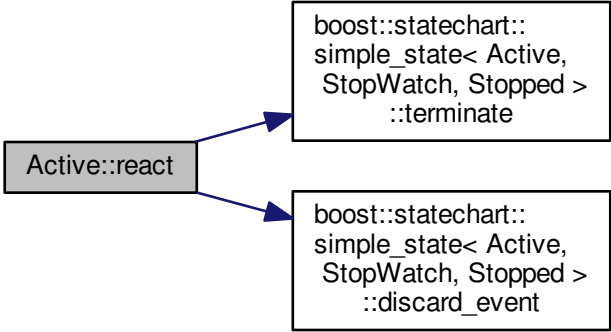 Active::react
boost::statechart::
simple_state< Active,
StopWatch, Stopped >
::terminate
boost::statechart::
simple_state< Active,
StopWatch, Stopped >
::discard_event